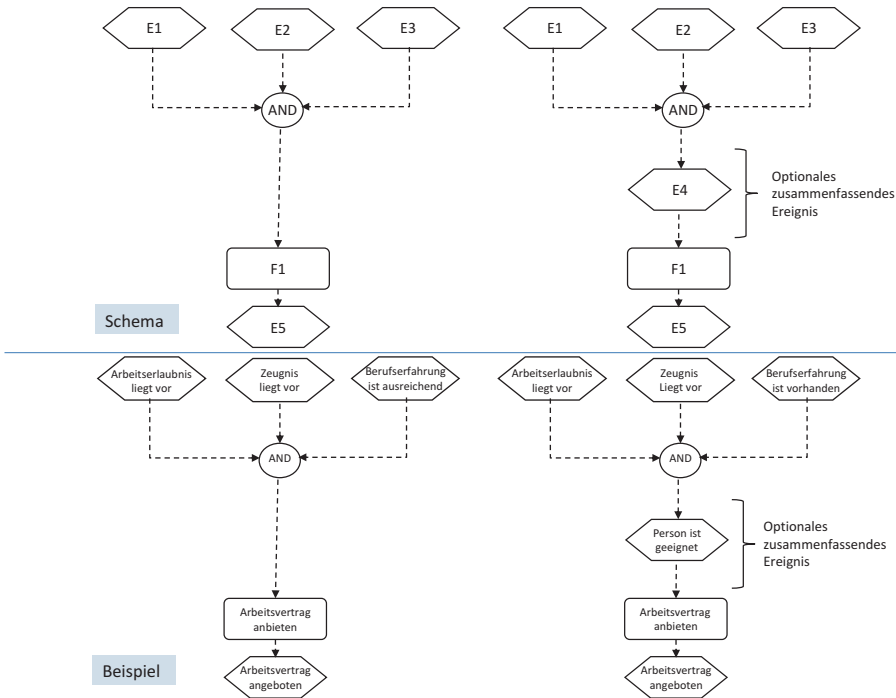 E1
E2
E3
E1
E2
E3
AND
AND
E4
Optionales
zusammenfassendes
Ereignis
F1
F1
Schema
E5
E5
Arbeitserlaubnis
liegt vor
Zeugnis
liegt vor
Berufserfahrung
ist ausreichend
Arbeitserlaubnis
liegt vor
Zeugnis
Liegt vor
Berufserfahrung
ist vorhanden
AND
AND
Person ist
geeignet
Optionales
zusammenfassendes
Ereignis
Arbeitsvertrag
anbieten
Arbeitsvertrag
anbieten
Beispiel
Arbeitsvertrag
angeboten
Arbeitsvertrag
angeboten